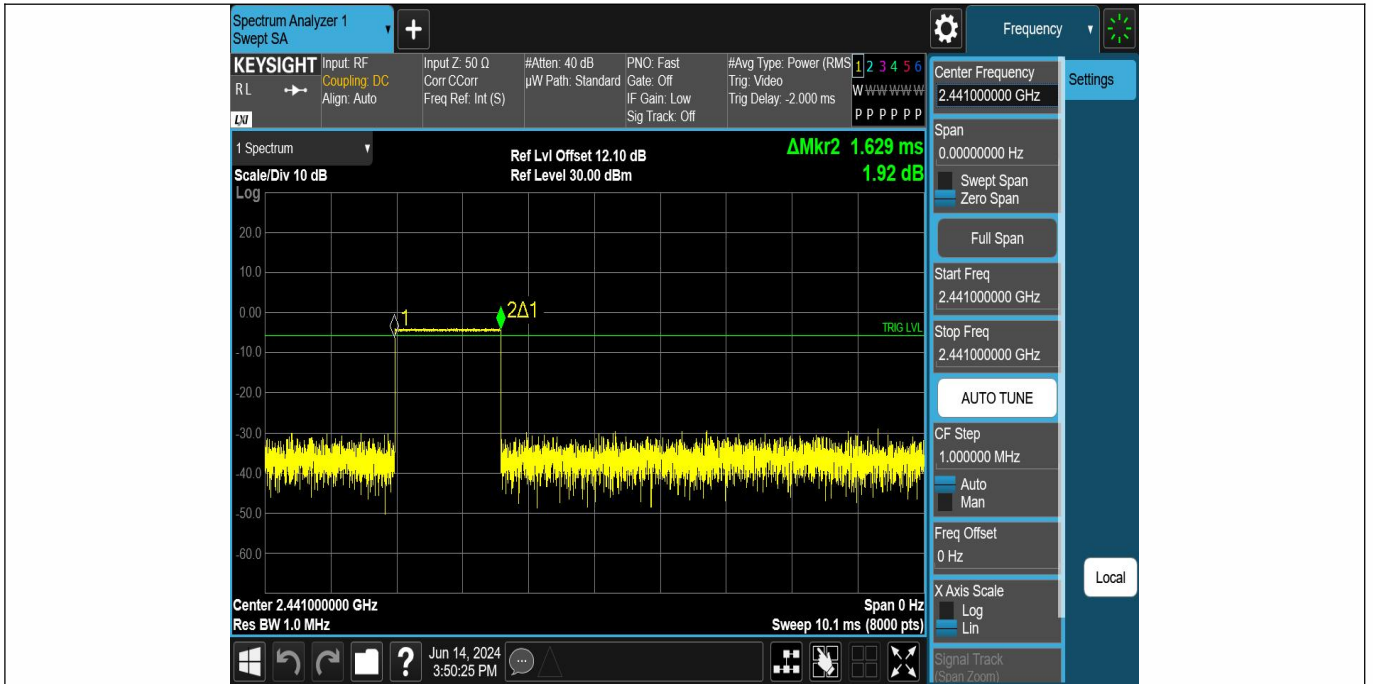 Spectrum Analyzer 1
Swept SA
+
Frequency
KEYSIGHT
RL
LXI
Input: RF
Coupling: DC
Align: Auto
Input Z: 50 Ω
Corr CCorr
Freq Ref: Int (S)
#Atten: 40 dB
µW Path: Standard
PNO: Fast
Gate: Off
IF Gain: Low
Sig Track: Off
#Avg Type: Power (RMS
Trig: Video
Trig Delay: -2.000 ms
1 2 3 4 5 6
W W W W W W
P P P P P P
1 Spectrum
Scale/Div 10 dB
Log
Ref Lvl Offset 12.10 dB
Ref Level 30.00 dBm
ΔMkr2 1.629 ms
1.92 dB
20.0
10.0
0.00
-10.0
-20.0
-30.0
-40.0
-50.0
-60.0
1
2Δ1
TRIG LVL
Center 2.441000000 GHz
Res BW 1.0 MHz
Span 0 Hz
Sweep 10.1 ms (8000 pts)
Center Frequency
2.441000000 GHz
Settings
Span
0.00000000 Hz
Swept Span
Zero Span
Full Span
Start Freq
2.441000000 GHz
Stop Freq
2.441000000 GHz
AUTO TUNE
CF Step
1.000000 MHz
Auto
Man
Freq Offset
0 Hz
X Axis Scale
Log
Lin
Signal Track
(Span Zoom)
Local
?
Jun 14, 2024
3:50:25 PM